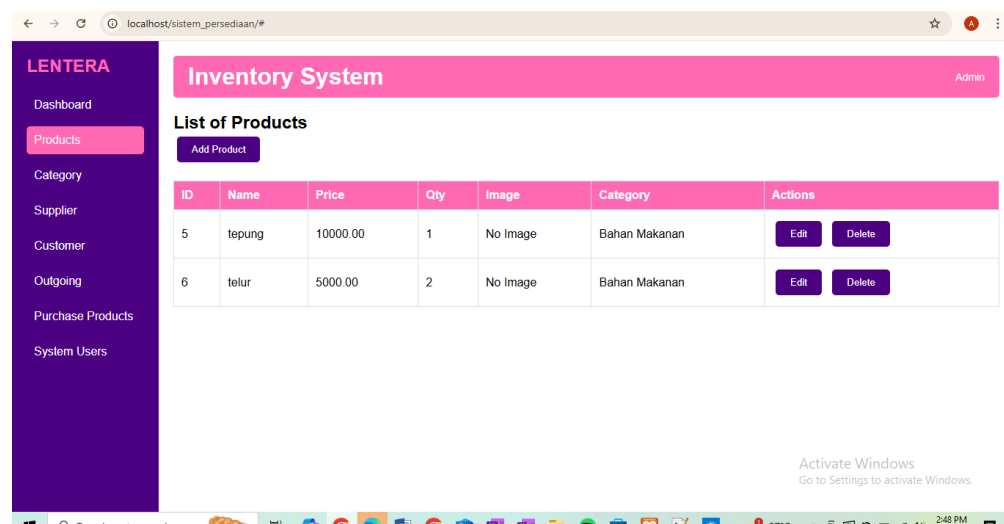 localhost/sistem_persediaan/#
A
LENTERA
Dashboard
Products
Category
Supplier
Customer
Outgoing
Purchase Products
System Users
Inventory System
Admin
List of Products
Add Product
ID Name Price Qty Image Category Actions
5 tepung 10000.00 1 No Image Bahan Makanan Edit Delete
6 telur 5000.00 2 No Image Bahan Makanan Edit Delete
Activate Windows
Go to Settings to activate Windows.
2:48 PM